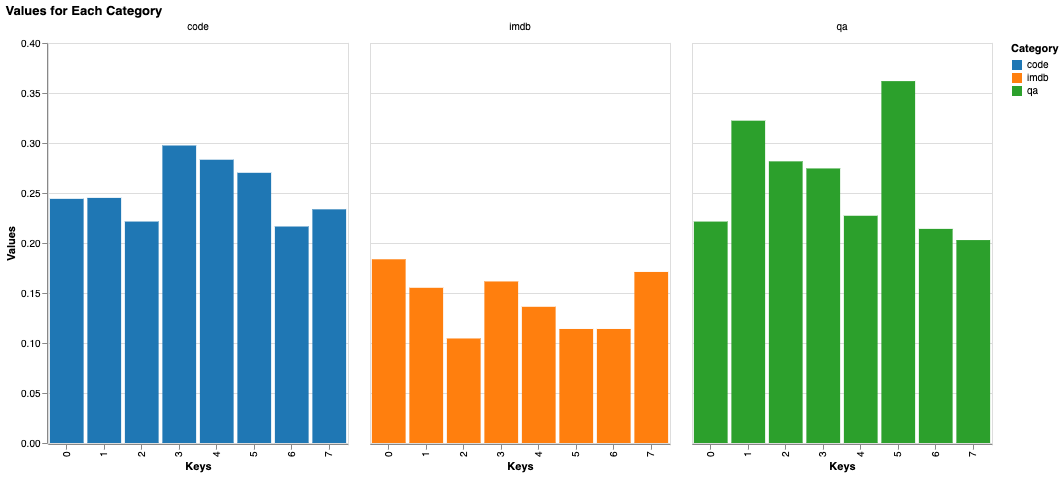 Values for Each Category
code
imdb
qa
Category
code
imdb
qa
Values
0.40
0.35
0.30
0.25
0.20
0.15
0.10
0.05
0.00
0 1 2 3 4 5 6 7
0 1 2 3 4 5 6 7
0 1 2 3 4 5 6 7
Keys
Keys
Keys